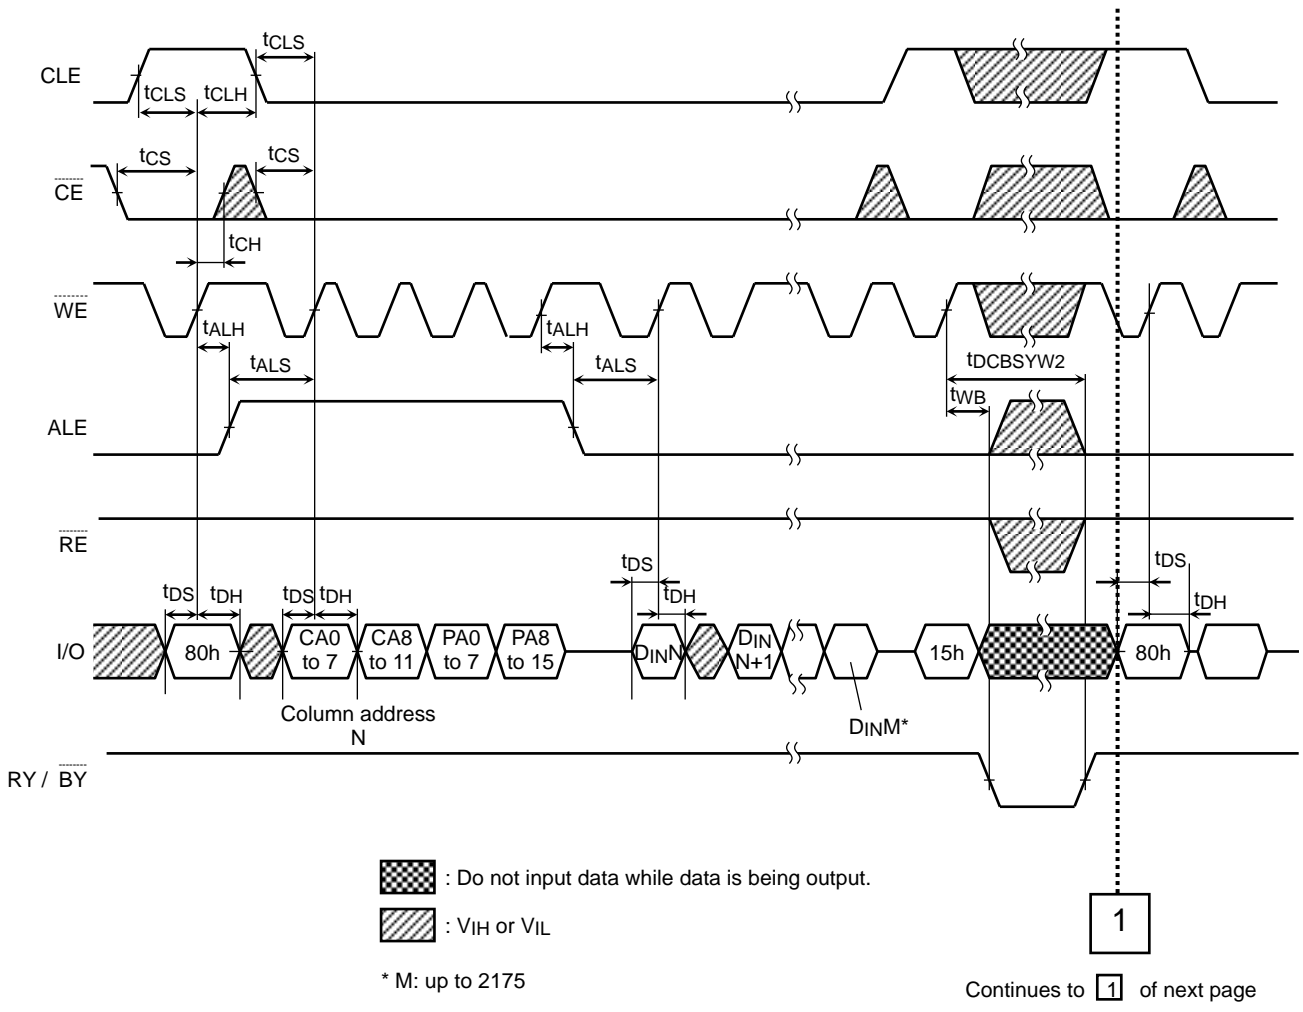 tCLS
CLE
tCLS tCLH
tCS tCS
CE
tCH
WE
tALH tALH
tALS tALS
tDCBSYW2
tWB
ALE
RE
tDS tDH tDS tDH tDS tDH tDS tDH
I/O
80h
CA0 to 7
CA8 to 11
PA0 to 7
PA8 to 15
DINN
DIN N+1
15h
80h
Column address
N
DINM*
RY / BY
: Do not input data while data is being output.
: VIH or VIL
* M: up to 2175
1
Continues to 1 of next page